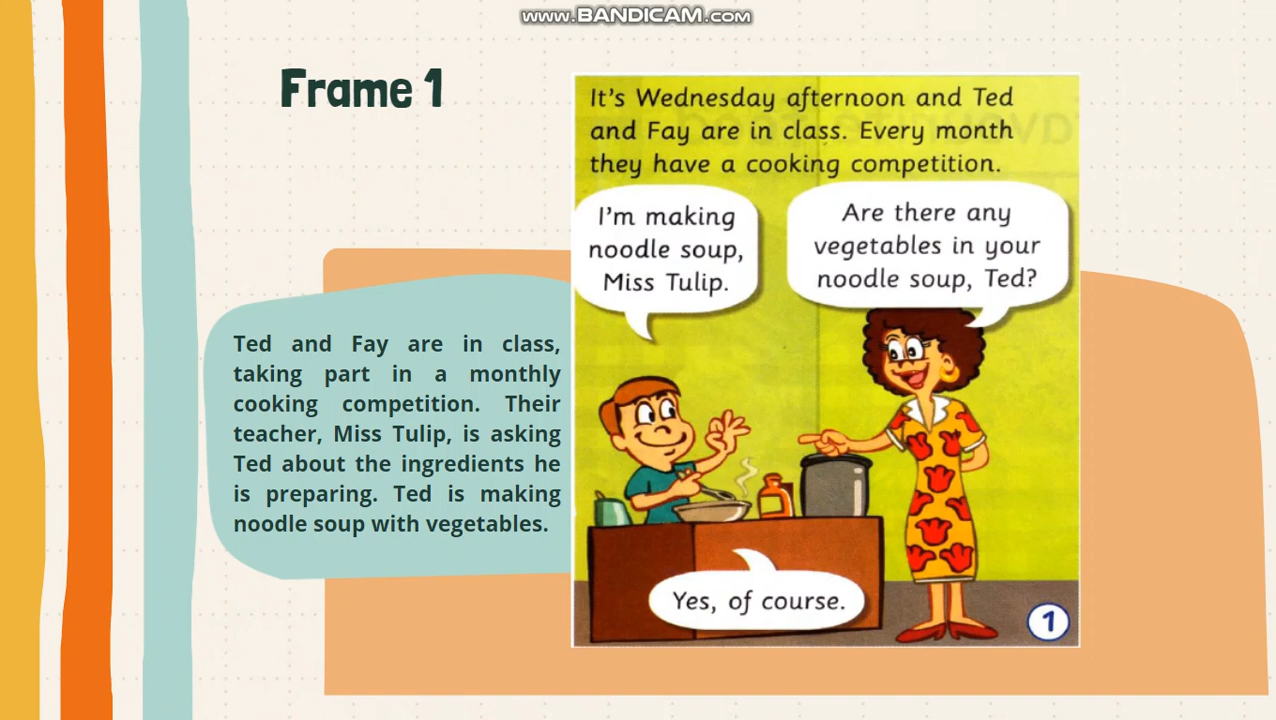 www.BANDICAM.com
Frame 1
It's Wednesday afternoon and Ted
and Fay are in class. Every month
they have a cooking competition.
I'm making
noodle soup,
Miss Tulip.
Are there any
vegetables in your
noodle soup, Ted?
Ted and Fay are in class,
taking part in a monthly
cooking competition. Their
teacher, Miss Tulip, is asking
Ted about the ingredients he
is preparing. Ted is making
noodle soup with vegetables.
Yes, of course.
1